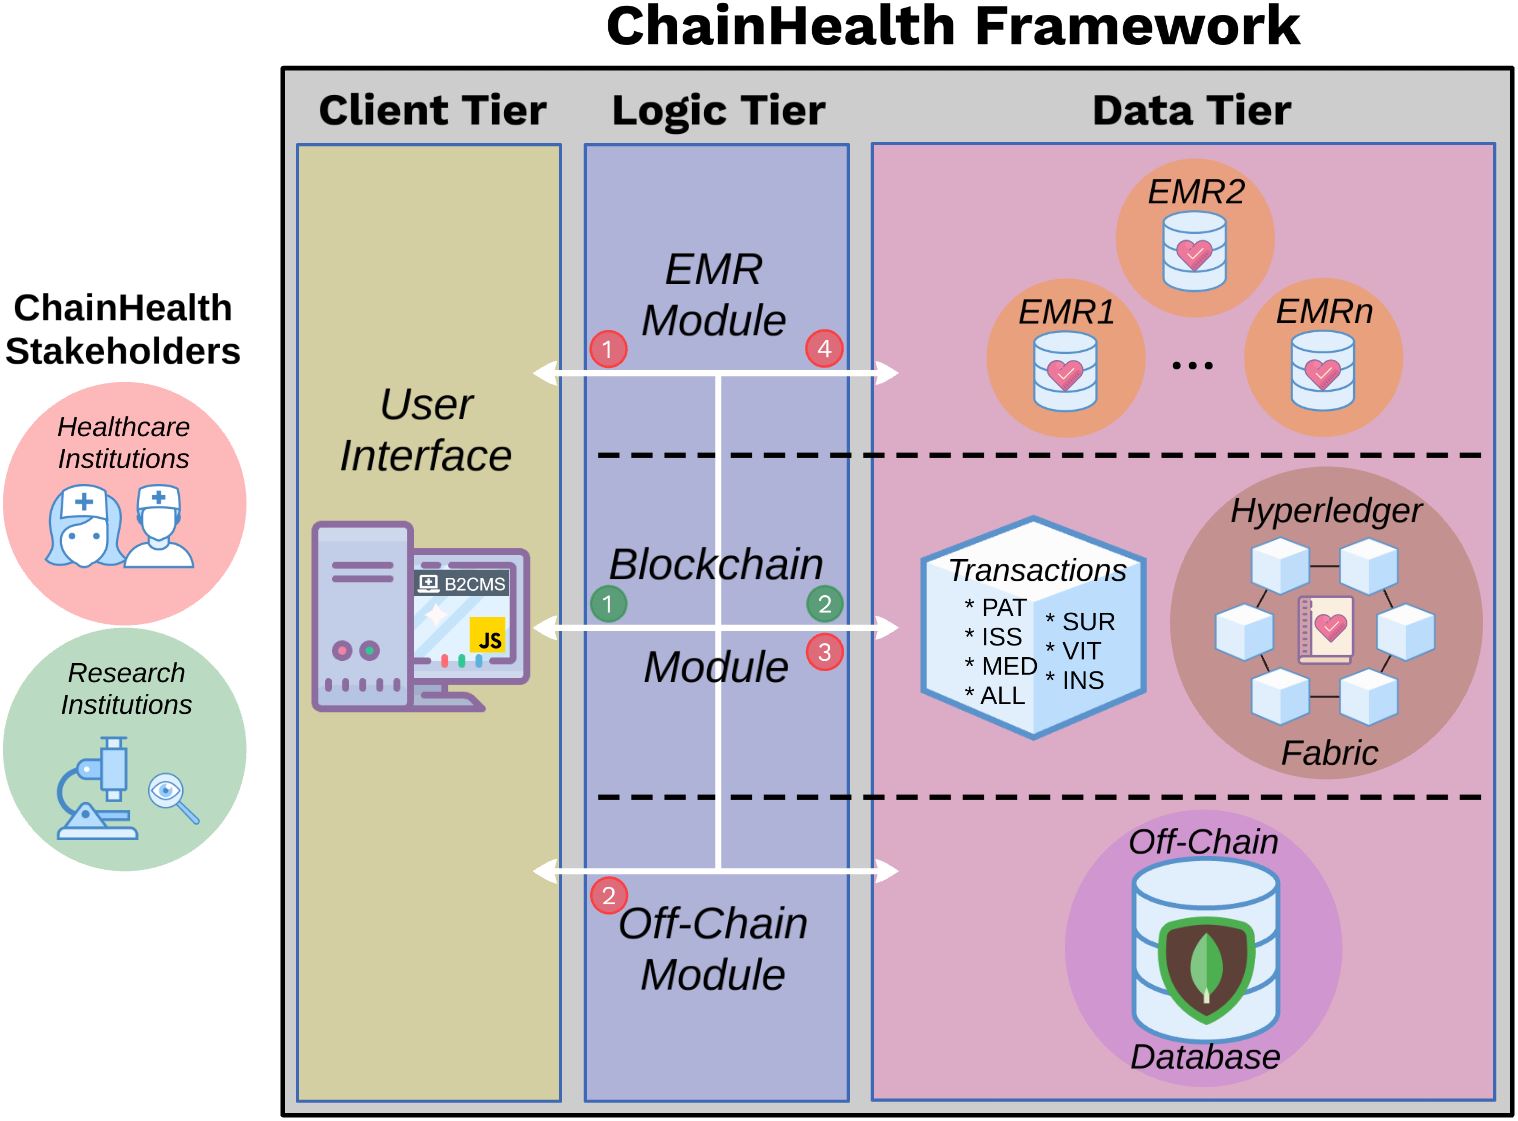 ChainHealth Framework
Client Tier
Logic Tier
Data Tier
ChainHealth
Stakeholders
Healthcare
Institutions
Research
Institutions
User
Interface
B2CMS
JS
EMR
Module
1
4
Blockchain
1
2
3
Module
2
Off-Chain
Module
EMR2
EMR1
EMRn
...
Transactions
* PAT
* ISS
* MED
* ALL
* SUR
* VIT
* INS
Hyperledger
Fabric
Off-Chain
Database